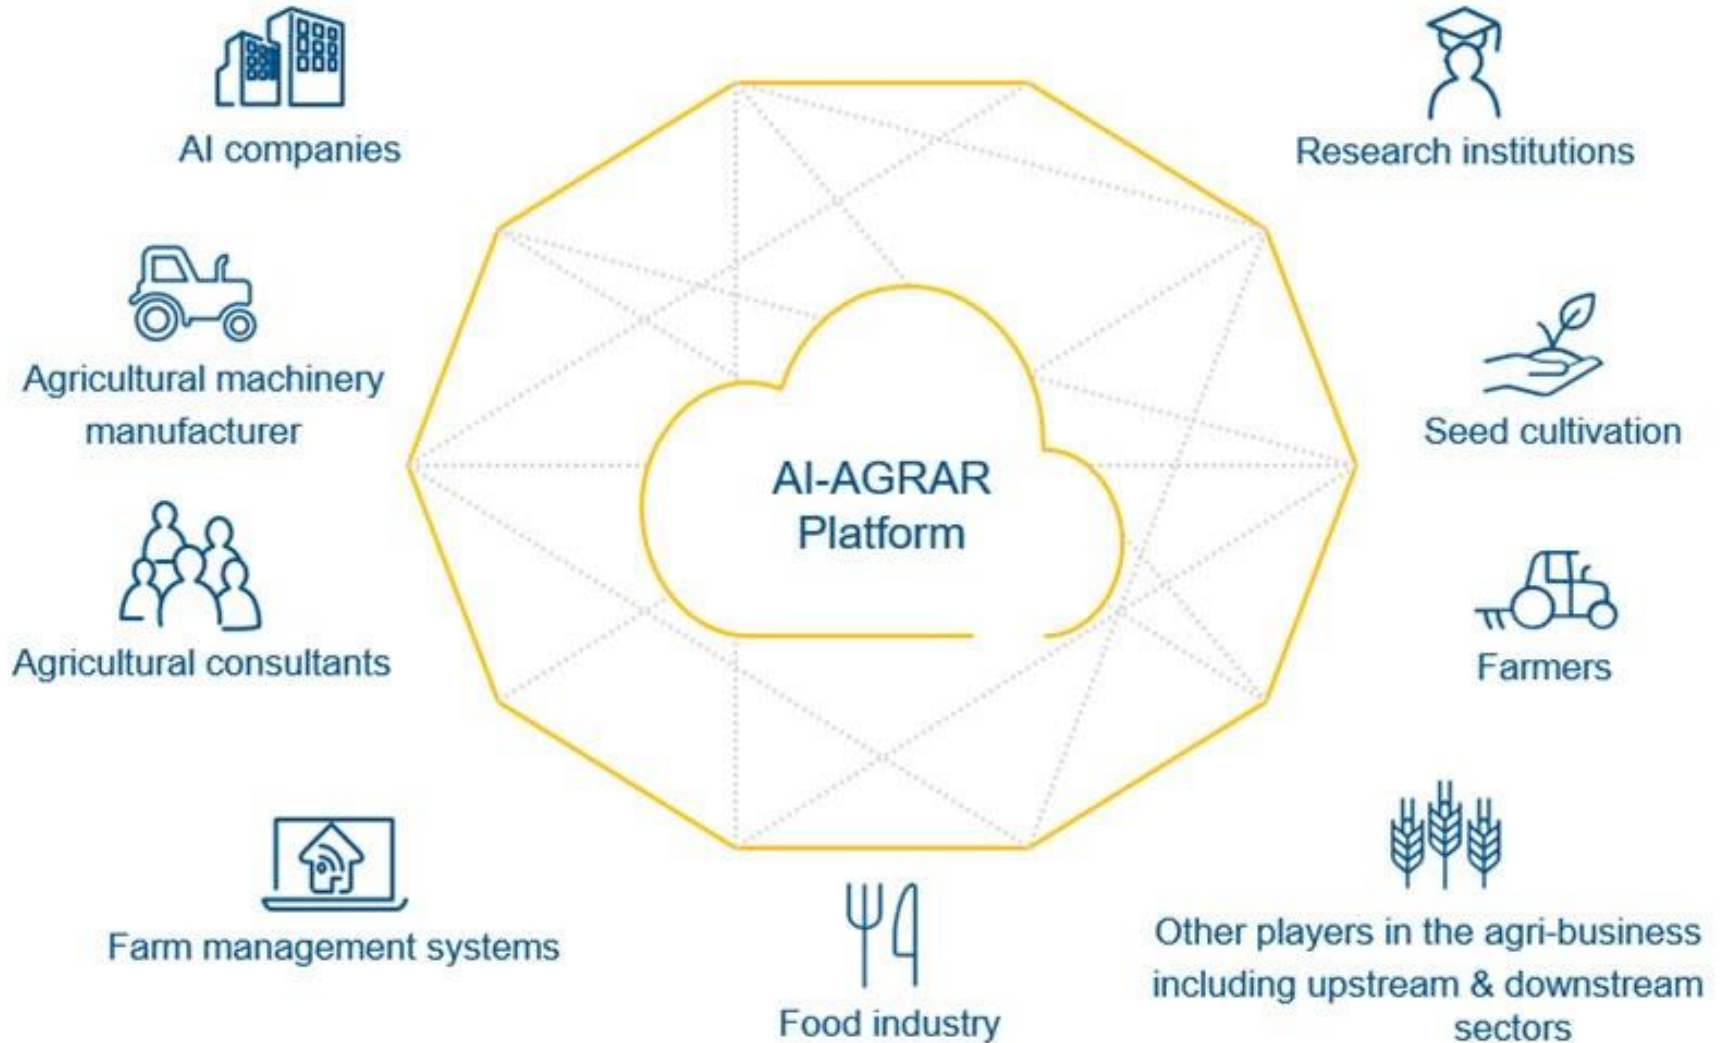 AI companies
Research institutions
Agricultural machinery
manufacturer
Seed cultivation
AI-AGRAR
Platform
Agricultural consultants
Farmers
Farm management systems
Food industry
Other players in the agri-business
including upstream & downstream
sectors